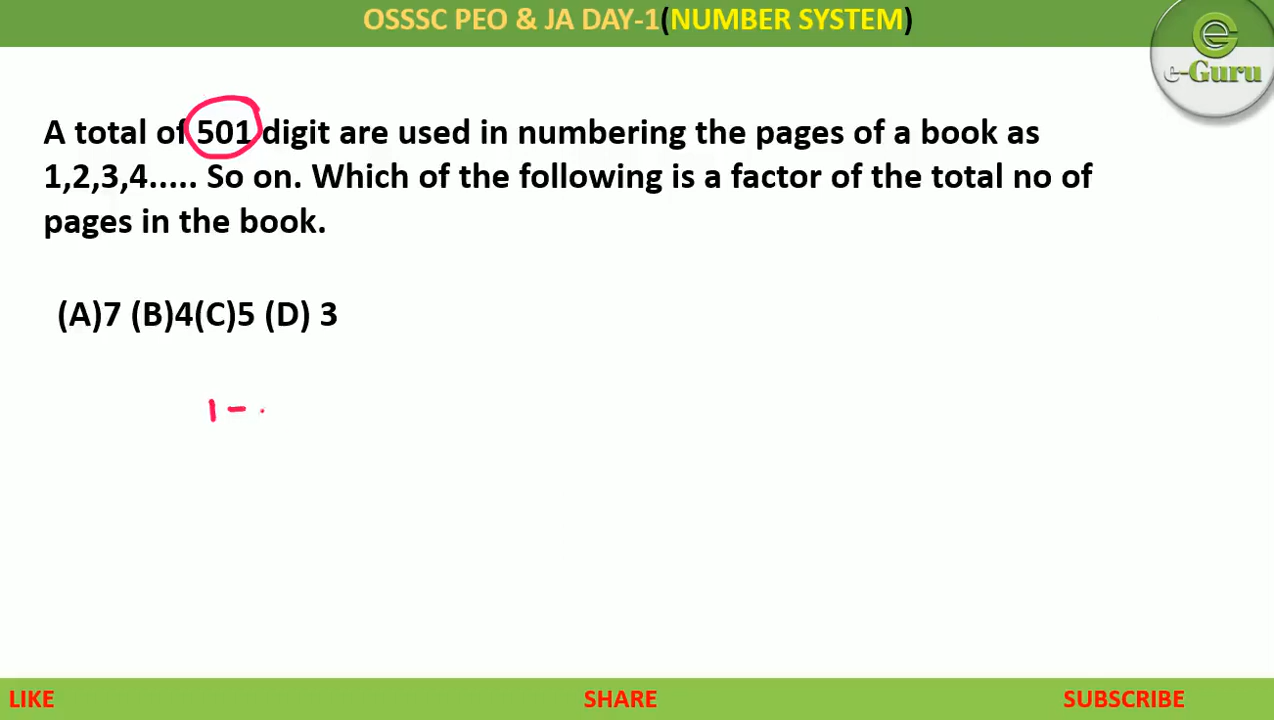 OSSSC PEO & JA DAY-1(NUMBER SYSTEM)
e
e-Guru
A total of 501 digit are used in numbering the pages of a book as
1,2,3,4..... So on. Which of the following is a factor of the total no of
pages in the book.
(A)7 (B)4(C)5 (D) 3
1-
LIKE SHARE SUBSCRIBE